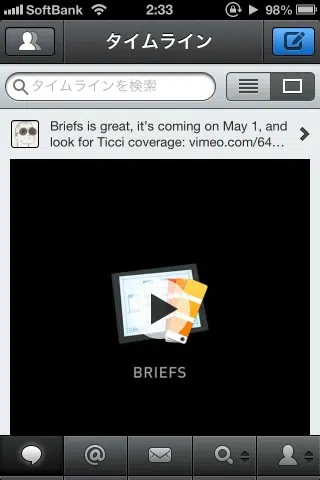 SoftBank 2:33 98%
タイムライン
タイムラインを検索
Briefs is great, it's coming on May 1, and
look for Ticci coverage: vimeo.com/64...
BRIEFS
@